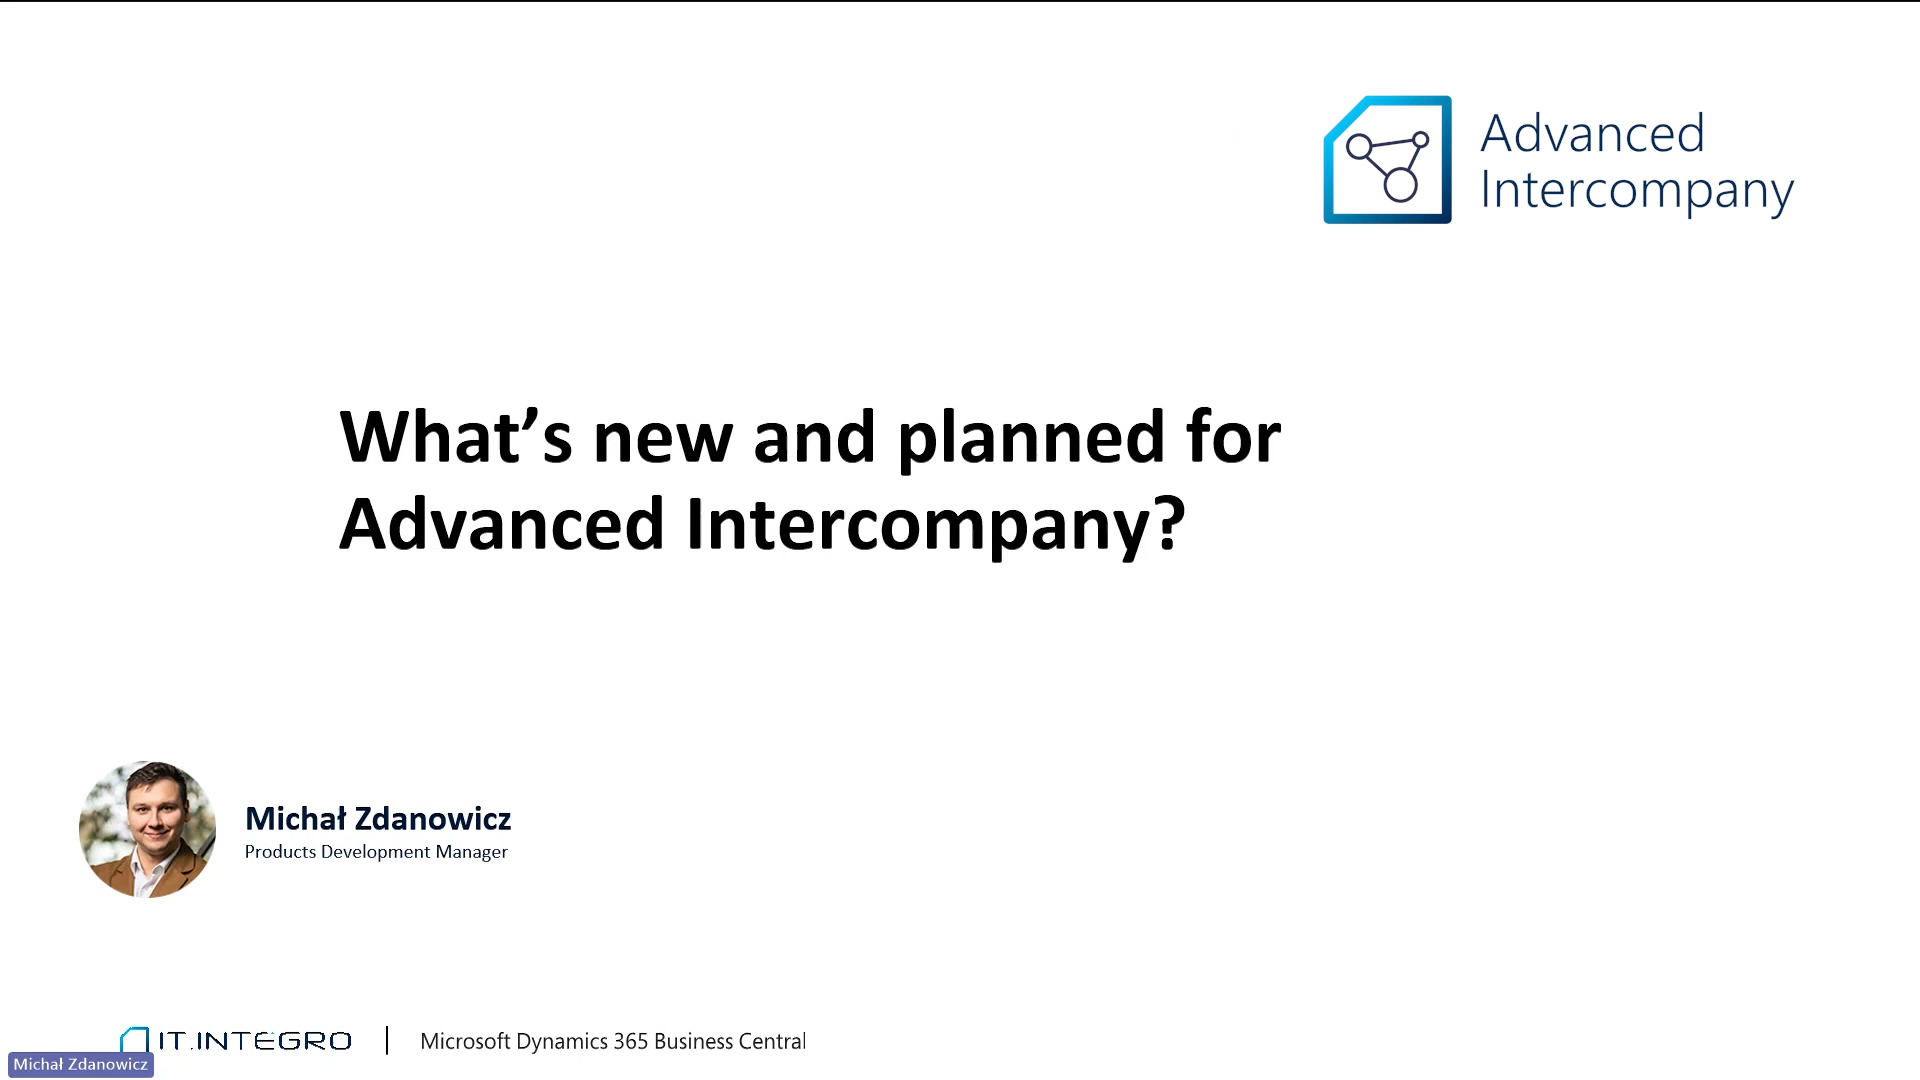 Advanced
Intercompany
What’s new and planned for
Advanced Intercompany?
Michał Zdanowicz
Products Development Manager
IT.INTEGRO
Microsoft Dynamics 365 Business Central
Michał Zdanowicz